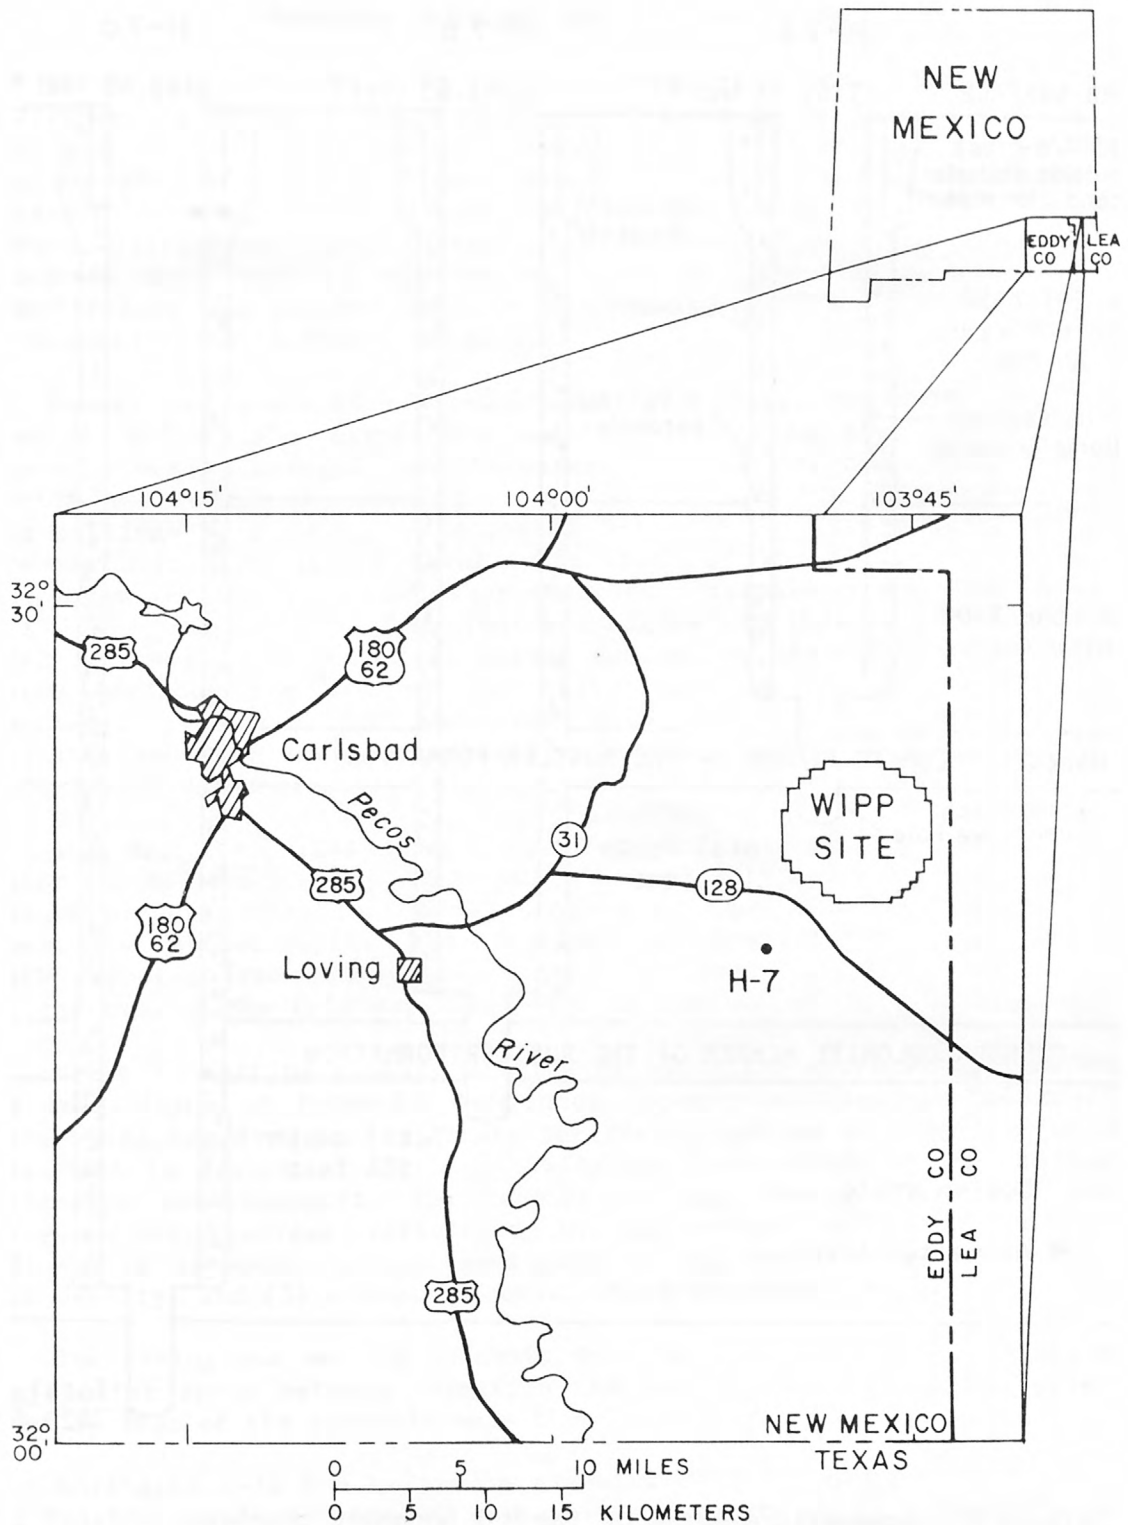 NEW
MEXICO
EDDY
CO
LEA
CO
104°15'
104°00'
103°45'
32°
30'
285
180
62
Carlsbad
Pecos
WIPP
SITE
31
285
128
180
62
Loving
H-7
River
EDDY CO
LEA CO
285
32°
00'
NEW MEXICO
TEXAS
0 5 10 MILES
0 5 10 15 KILOMETERS